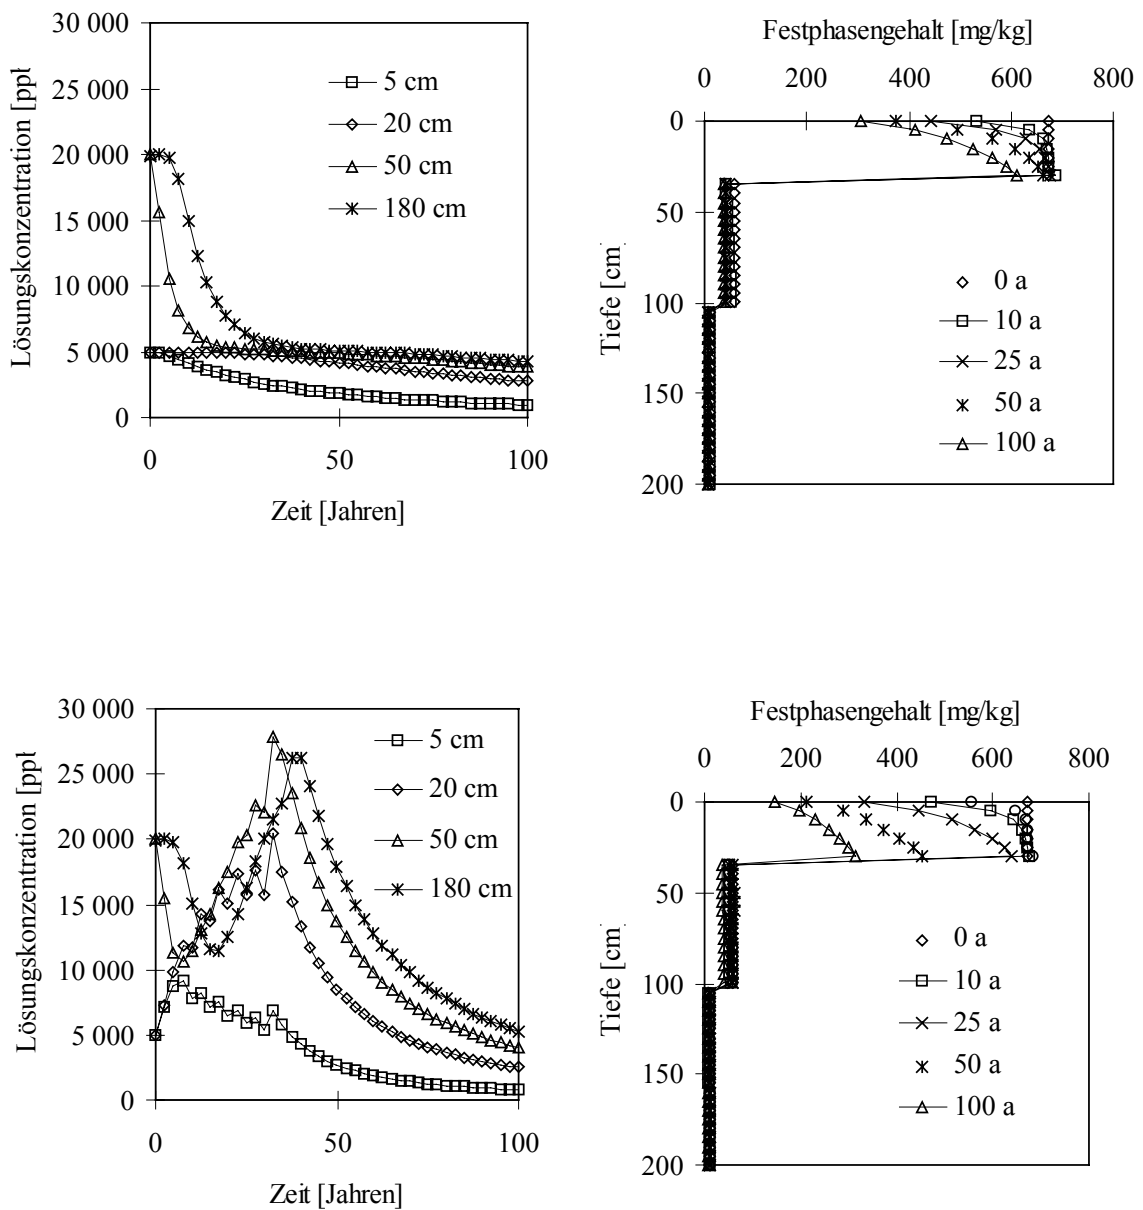 30 000
25 000
20 000
15 000
10 000
5 000
0
Lösungskonzentration [ppb
5 cm
20 cm
50 cm
180 cm
0 50 100
Zeit [Jahren]
Festphasengehalt [mg/kg]
0 200 400 600 800
0
50
100
150
200
Tiefe [cm]
0 a
10 a
25 a
50 a
100 a
30 000
25 000
20 000
15 000
10 000
5 000
0
Lösungskonzentration [ppb
5 cm
20 cm
50 cm
180 cm
0 50 100
Zeit [Jahren]
Festphasengehalt [mg/kg]
0 200 400 600 800
0
50
100
150
200
Tiefe [cm]
0 a
10 a
25 a
50 a
100 a